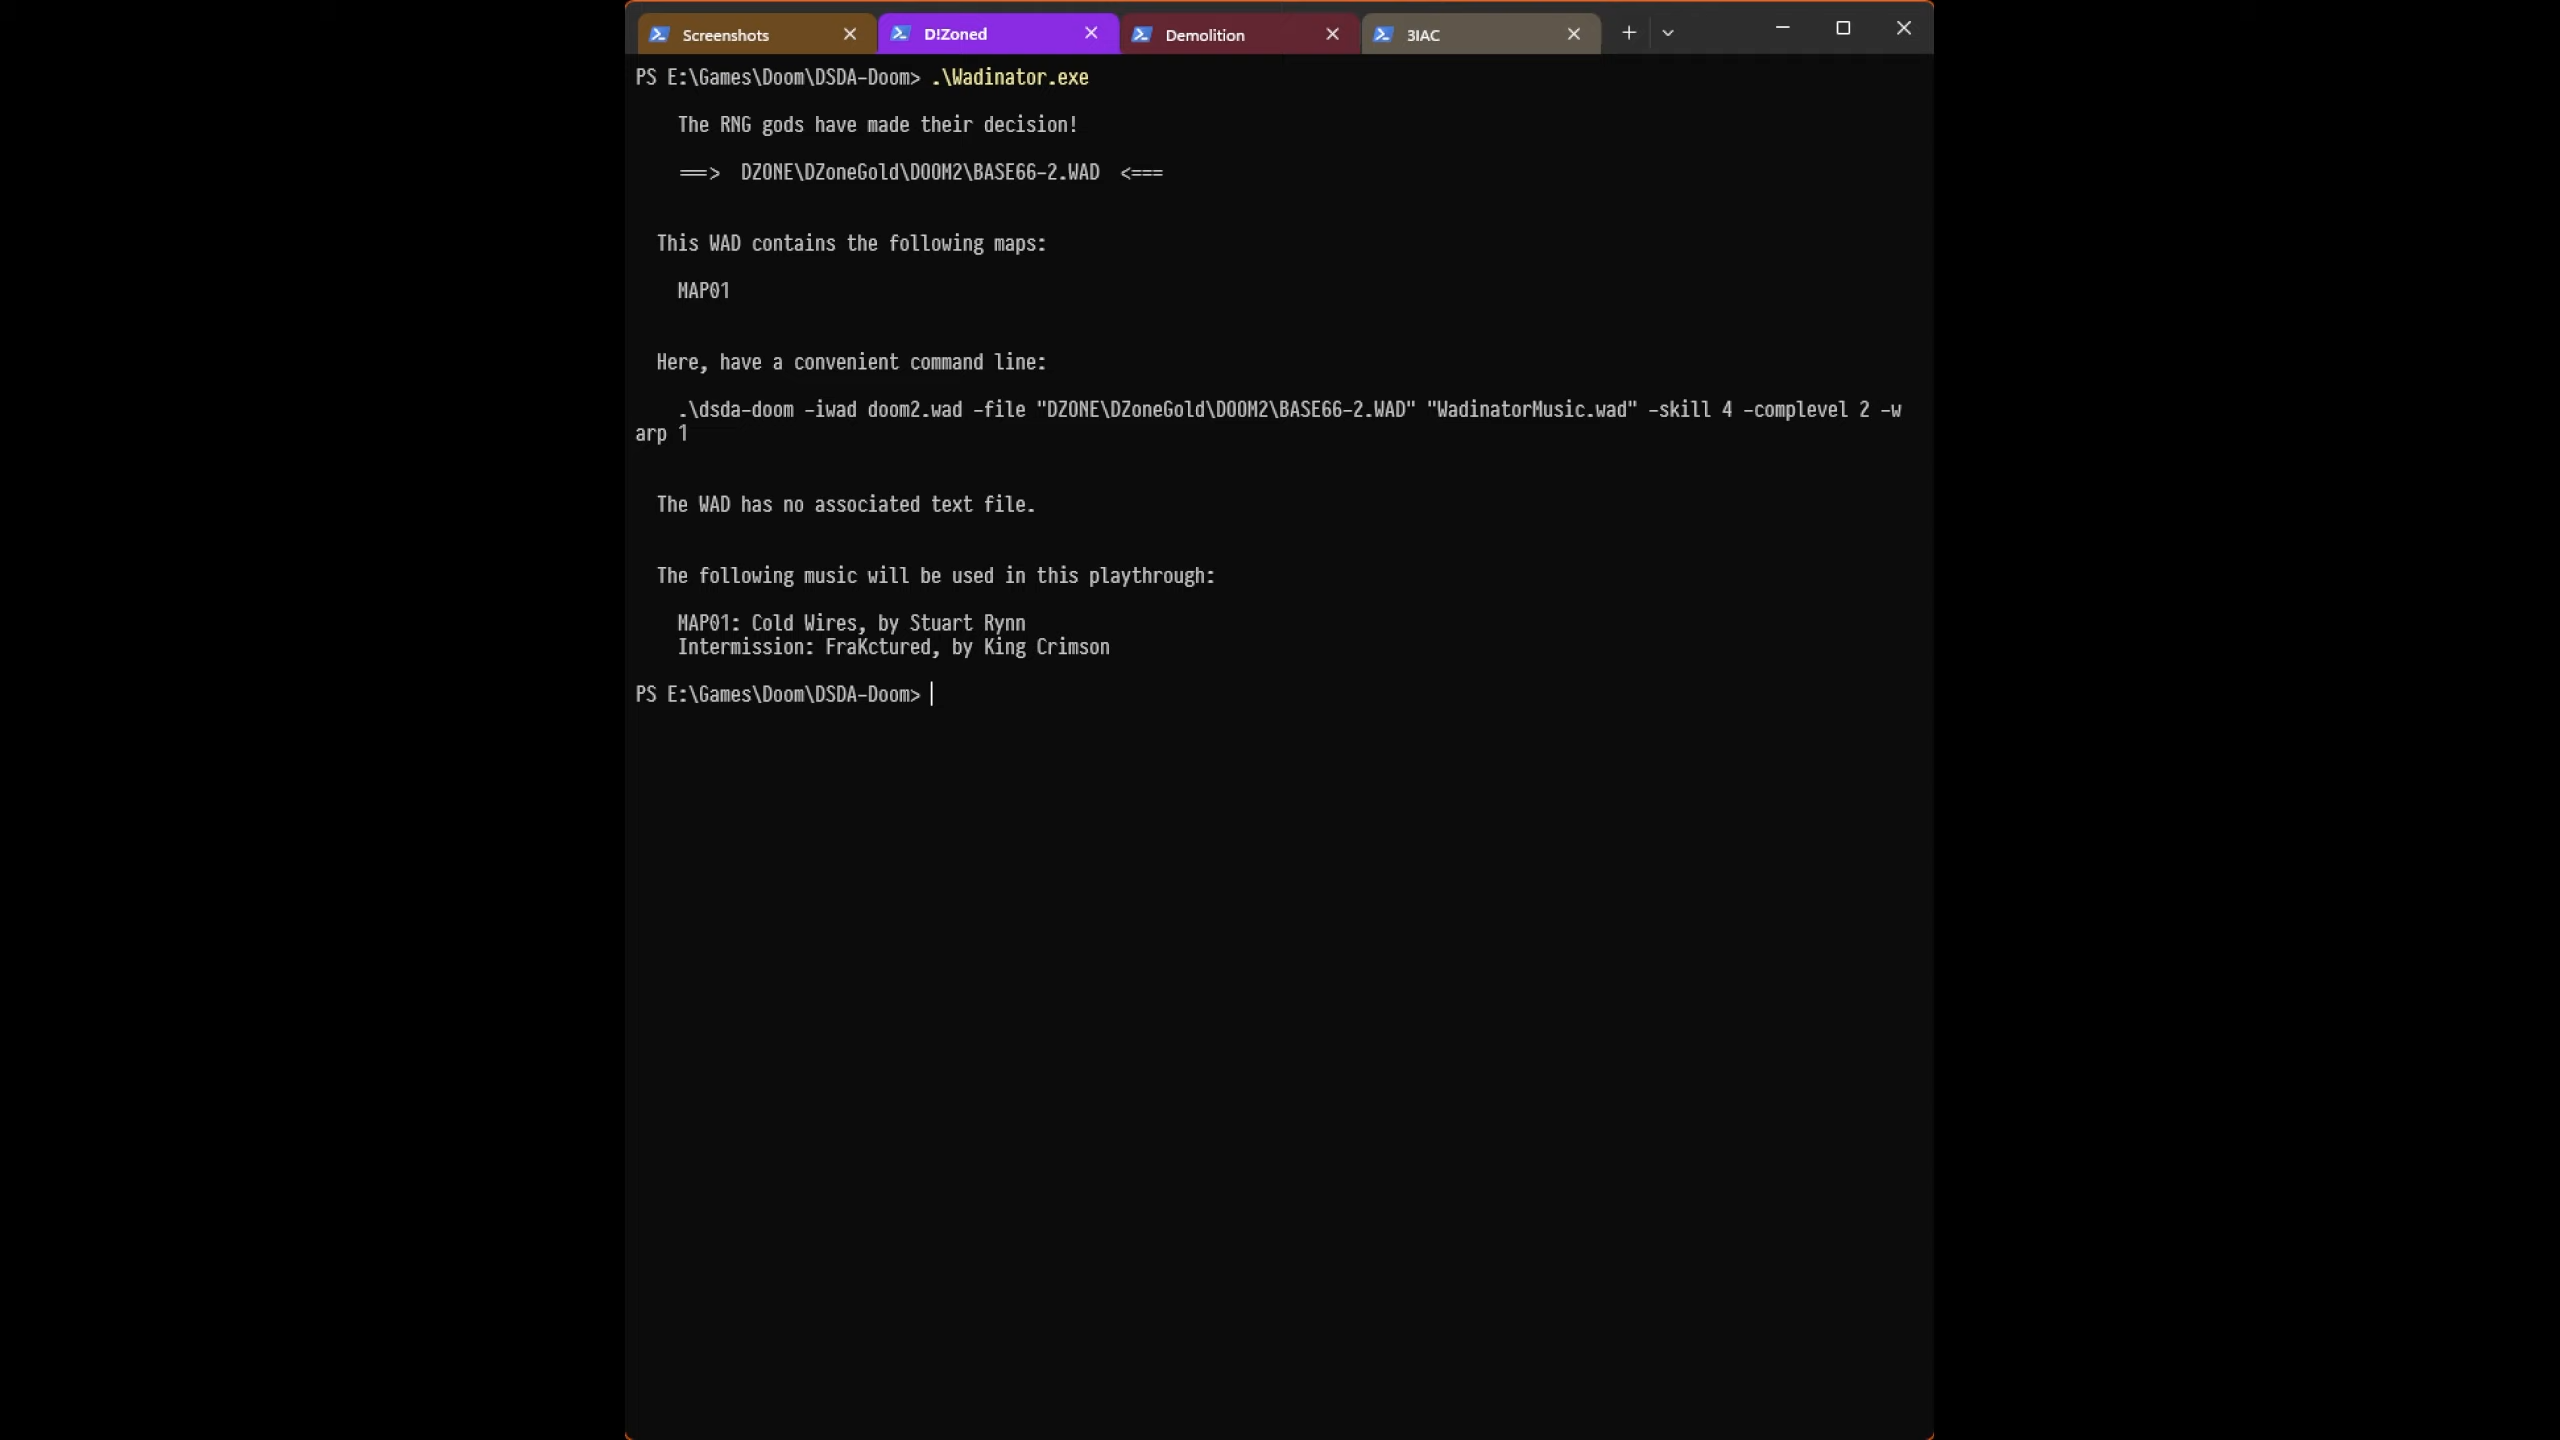 Screenshots
D!Zoned
Demolition
3IAC
PS E:\Games\Doom\DSDA-Doom> .\Wadinator.exe
The RNG gods have made their decision!
===> DZONE\DZoneGold\DOOM2\BASE66-2.WAD <===
This WAD contains the following maps:
MAP01
Here, have a convenient command line:
.\dsda-doom -iwad doom2.wad -file "DZONE\DZoneGold\DOOM2\BASE66-2.WAD" "WadinatorMusic.wad" -skill 4 -complevel 2 -w
arp 1
The WAD has no associated text file.
The following music will be used in this playthrough:
MAP01: Cold Wires, by Stuart Rynn
Intermission: FraKctured, by King Crimson
PS E:\Games\Doom\DSDA-Doom>